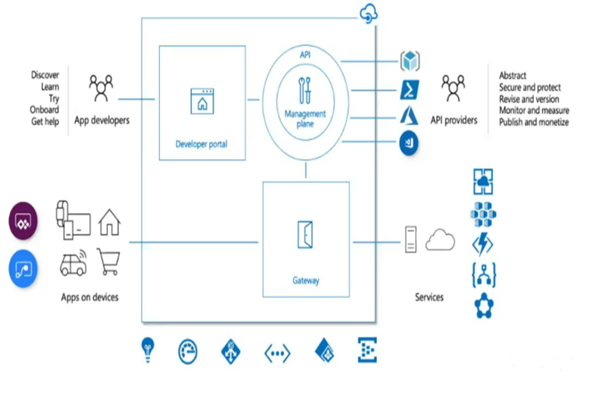 API
Discover
Learn
Try
Onboard
Get help
App developers
Developer portal
Management
plane
API providers
Abstract
Secure and protect
Revise and version
Monitor and measure
Publish and monetize
Apps on devices
Gateway
Services